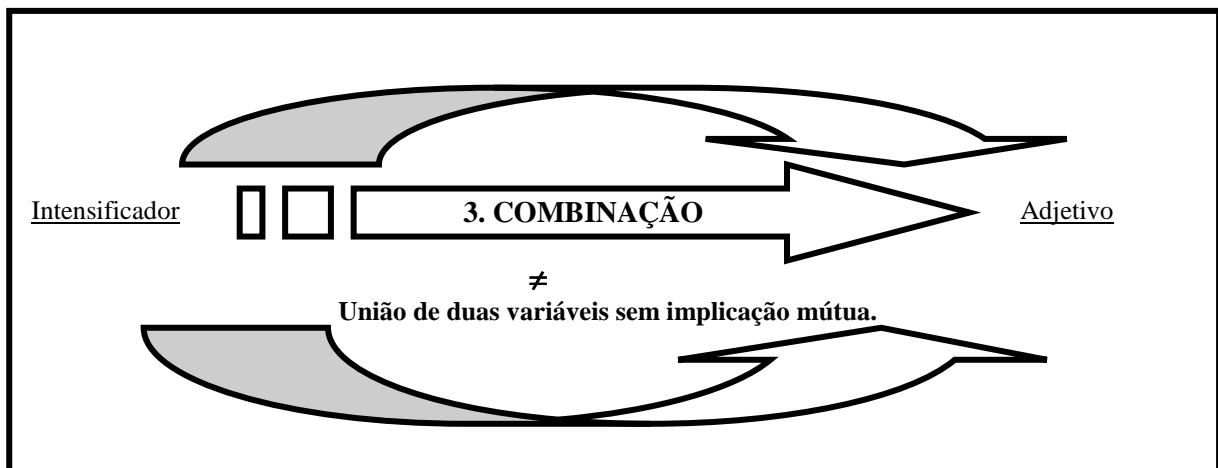 Intensificador
3. COMBINAÇÃO
Adjetivo
≠
União de duas variáveis sem implicação mútua.